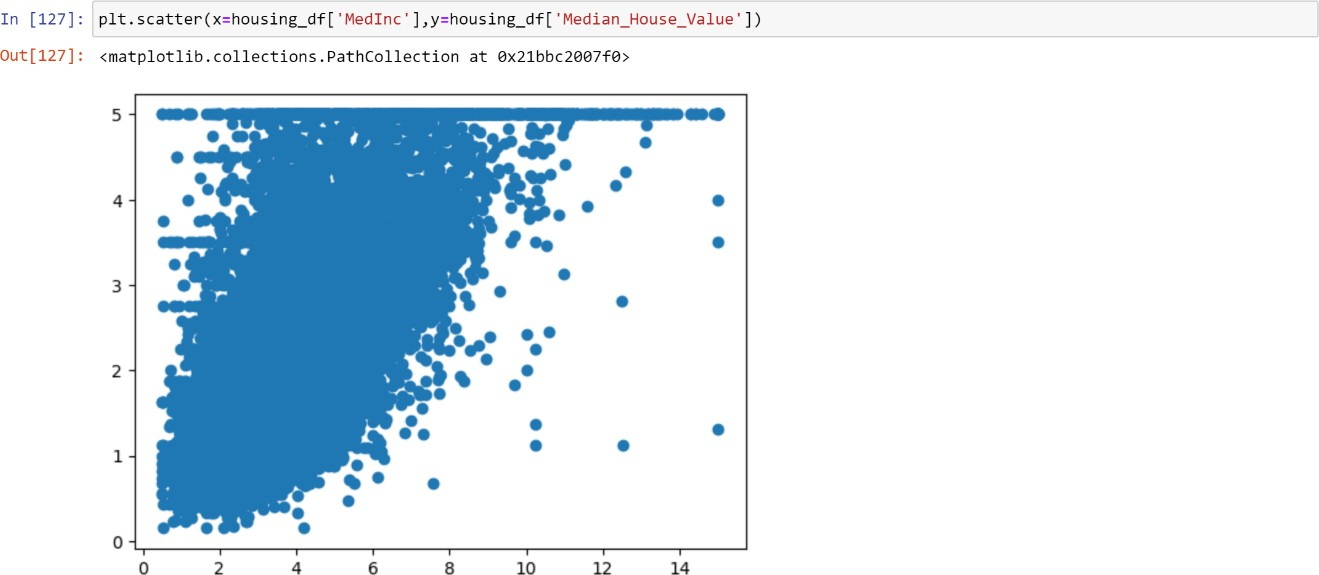 In [127]: plt.scatter(x=housing_df['MedInc'],y=housing_df['Median_House_Value'])
Out[127]: <matplotlib.collections.PathCollection at 0x21bbc2007f0>
5
4
3
2
1
0
0 2 4 6 8 10 12 14